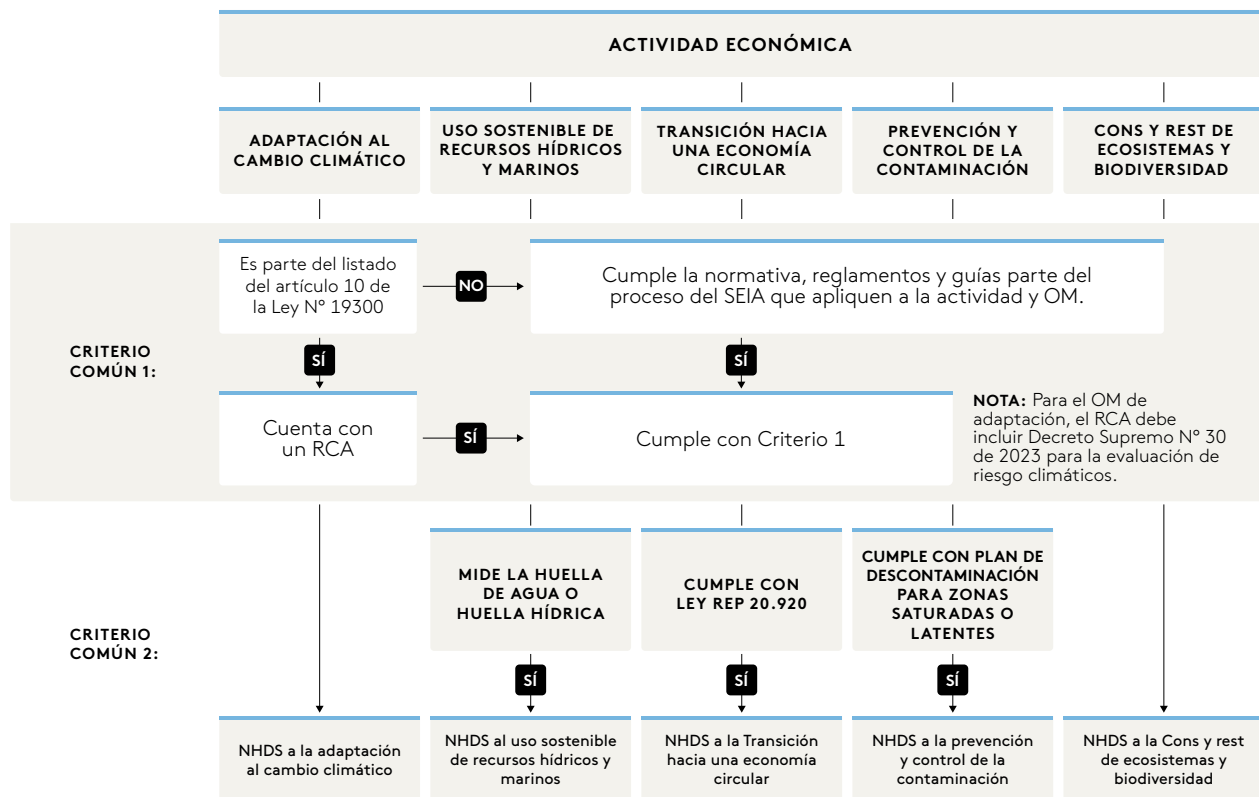 ACTIVIDAD ECONÓMICA
ADAPTACIÓN AL
CAMBIO CLIMÁTICO
USO SOSTENIBLE DE
RECURSOS HÍDRICOS
Y MARINOS
TRANSICIÓN HACIA
UNA ECONOMÍA
CIRCULAR
PREVENCIÓN Y
CONTROL DE LA
CONTAMINACIÓN
CONS Y REST DE
ECOSISTEMAS Y
BIODIVERSIDAD
CRITERIO
COMÚN 1:
Es parte del listado
del artículo 10 de
la Ley Nº 19300
NO
Cumple la normativa, reglamentos y guías parte del
proceso del SEIA que apliquen a la actividad y OM.
SÍ
SÍ
Cuenta con
un RCA
SÍ
Cumple con Criterio 1
NOTA: Para el OM de
adaptación, el RCA debe
incluir Decreto Supremo Nº 30
de 2023 para la evaluación de
riesgo climáticos.
CRITERIO
COMÚN 2:
MIDE LA HUELLA
DE AGUA O
HUELLA HÍDRICA
CUMPLE CON
LEY REP 20.920
CUMPLE CON PLAN DE
DESCONTAMINACIÓN
PARA ZONAS
SATURADAS O
LATENTES
SÍ
SÍ
SÍ
NHDS a la adaptación
al cambio climático
NHDS al uso sostenible
de recursos hídricos y
marinos
NHDS a la Transición
hacia una economía
circular
NHDS a la prevención
y control de la
contaminación
NHDS a la Cons y rest
de ecosistemas y
biodiversidad